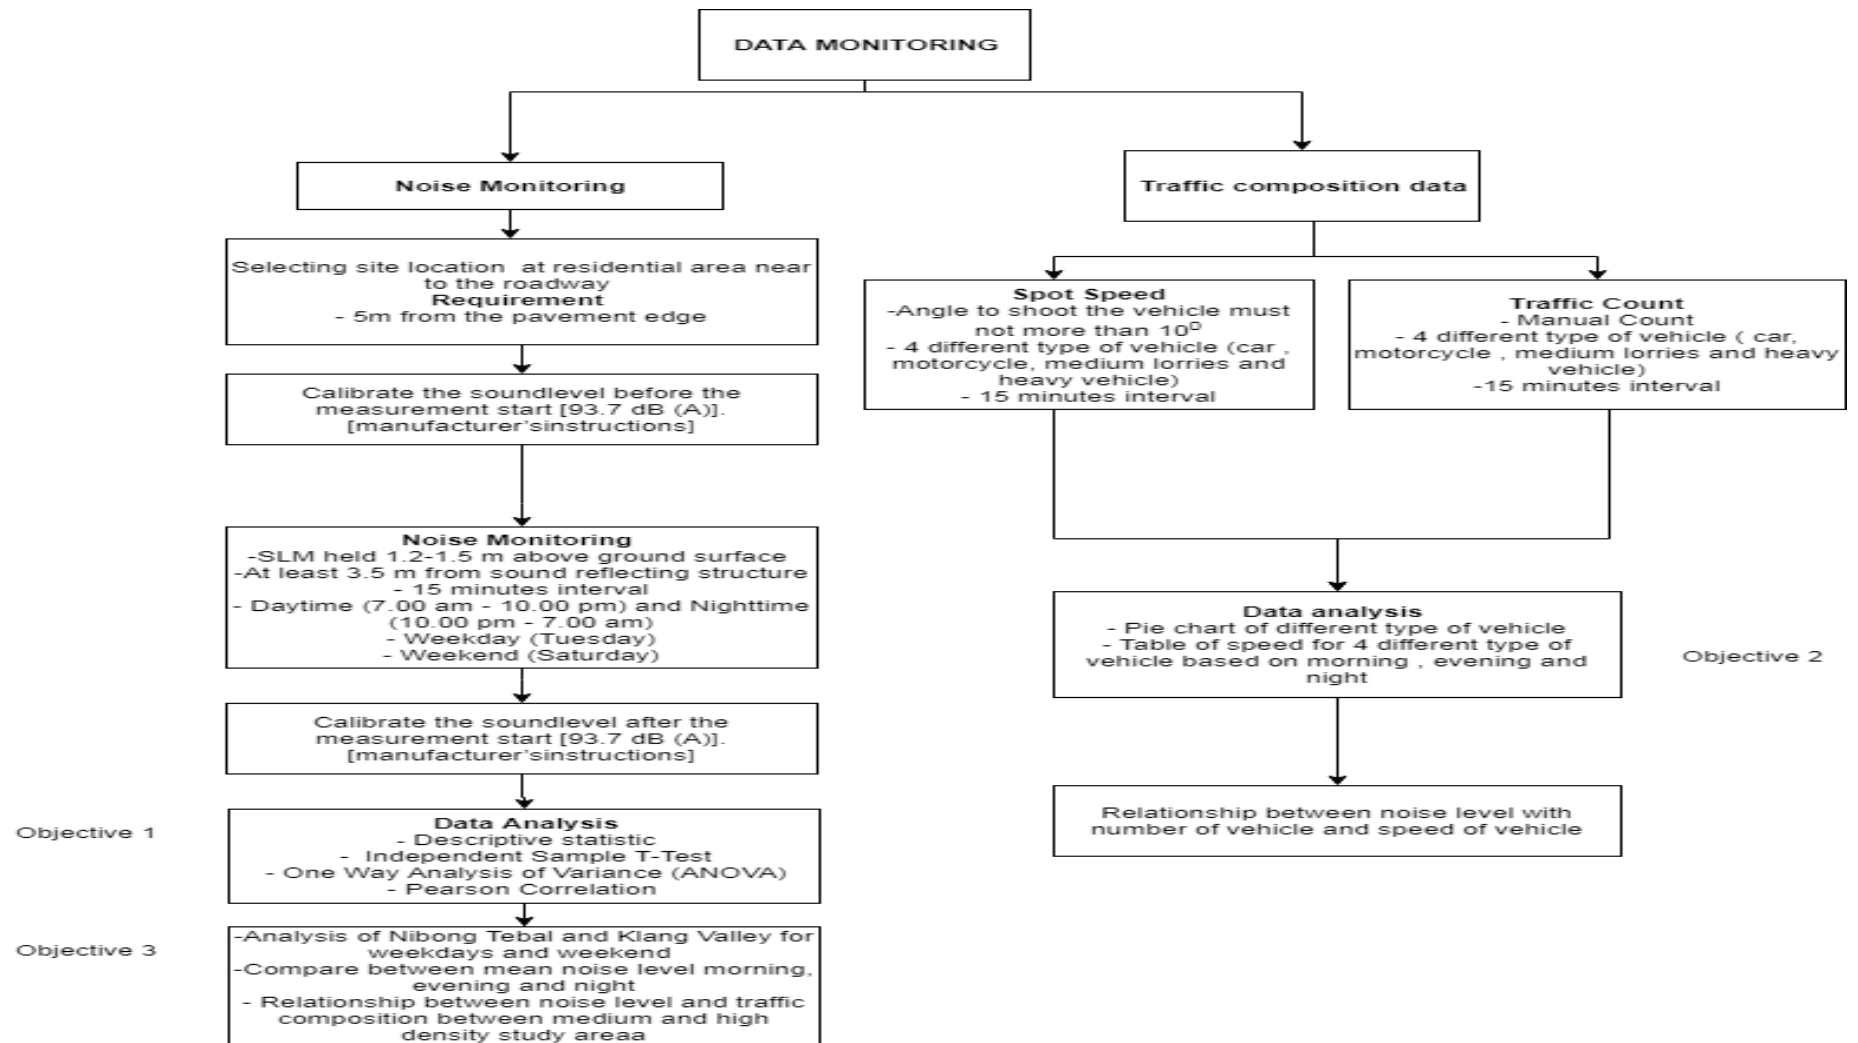 DATA MONITORING
Noise Monitoring
Selecting site location at residential area near
to the roadway
Requirement
- 5m from the pavement edge
Calibrate the soundlevel before the
measurement start [93.7 dB (A)].
[manufacturer'sinstructions]
Noise Monitoring
-SLM held 1.2-1.5 m above ground surface
-At least 3.5 m from sound reflecting structure
- 15 minutes interval
- Daytime (7.00 am - 10.00 pm) and Nighttime
(10.00 pm - 7.00 am)
- Weekday (Tuesday)
- Weekend (Saturday)
Calibrate the soundlevel after the
measurement start [93.7 dB (A)].
[manufacturer'sinstructions]
Objective 1
Data Analysis
- Descriptive statistic
- Independent Sample T-Test
- One Way Analysis of Variance (ANOVA)
- Pearson Correlation
Objective 3
-Analysis of Nibong Tebal and Klang Valley for
weekdays and weekend
-Compare between mean noise level morning,
evening and night
- Relationship between noise level and traffic
composition between medium and high
density study areaa
Traffic composition data
Spot Speed
-Angle to shoot the vehicle must
not more than 10⁰
- 4 different type of vehicle (car ,
motorcycle, medium lorries and
heavy vehicle)
- 15 minutes interval
Traffic Count
- Manual Count
- 4 different type of vehicle ( car,
motorcycle , medium lorries and heavy
vehicle)
-15 minutes interval
Data analysis
- Pie chart of different type of vehicle
- Table of speed for 4 different type of
vehicle based on morning , evening and
night
Objective 2
Relationship between noise level with
number of vehicle and speed of vehicle